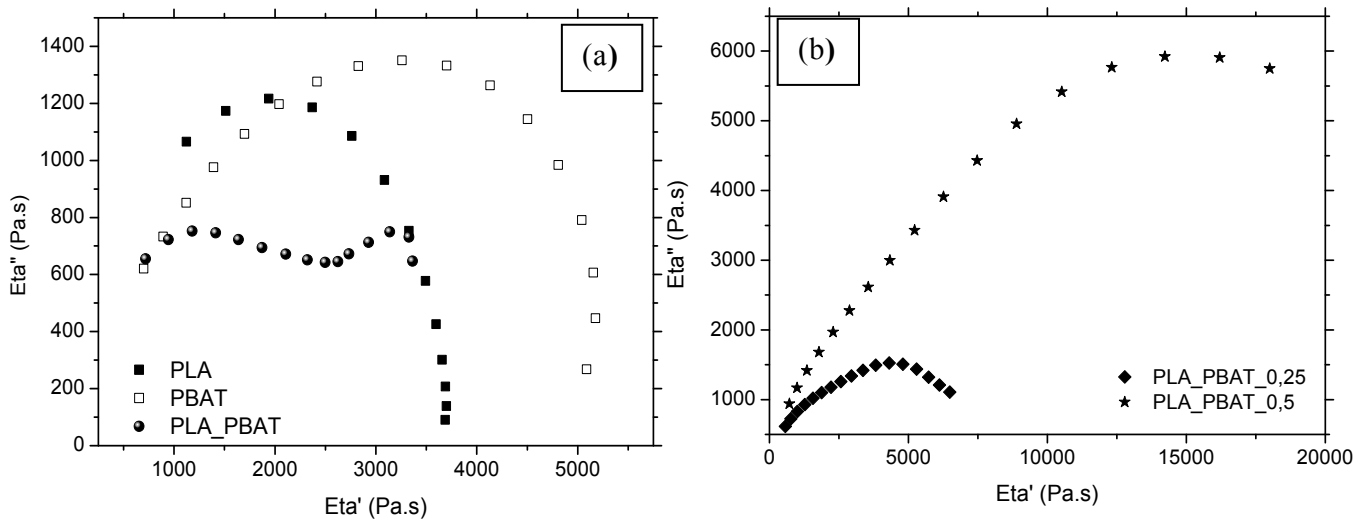 (a)
Eta" (Pa.s)
1400
1200
1000
800
600
400
200
0
PLA
PBAT
PLA_PBAT
1000 2000 3000 4000 5000
Eta' (Pa.s)
(b)
Eta" (Pa.s)
6000
5000
4000
3000
2000
1000
PLA_PBAT_0,25
PLA_PBAT_0,5
0 5000 10000 15000 20000
Eta' (Pa.s)